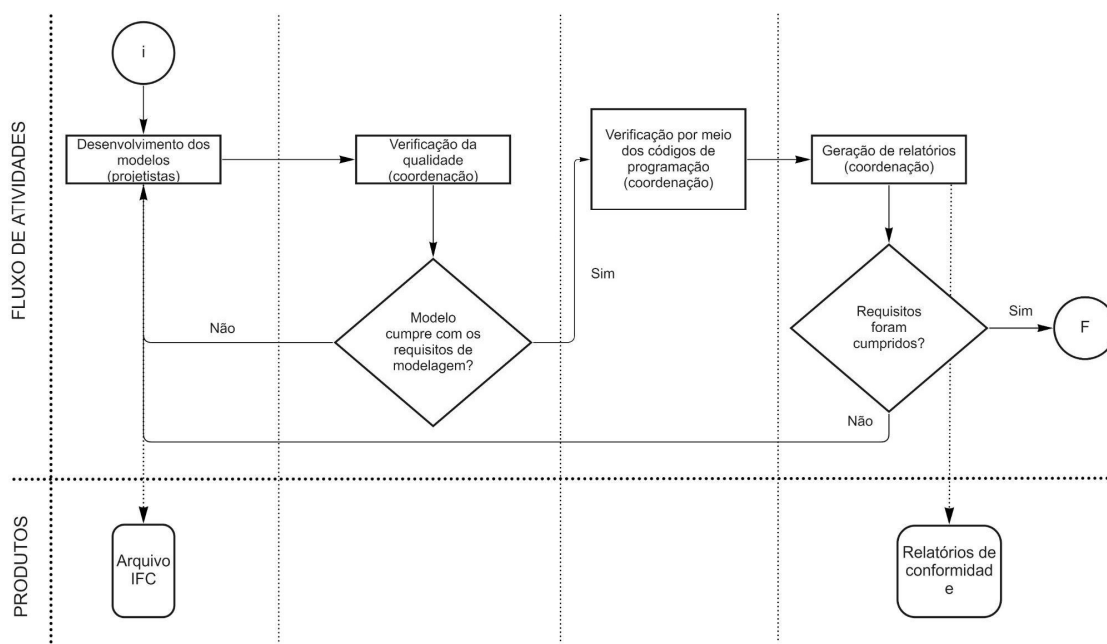 FLUXO DE ATIVIDADES
i
Desenvolvimento dos
modelos
(projetistas)
Verificação da
qualidade
(coordenação)
Verificação por meio
dos códigos de
programação
(coordenação)
Geração de relatórios
(coordenação)
Sim
Não
Modelo
cumpre com os
requisitos de
modelagem?
Requisitos
foram
cumpridos?
Sim
F
Não
PRODUTOS
Arquivo
IFC
Relatórios de
conformidad
e